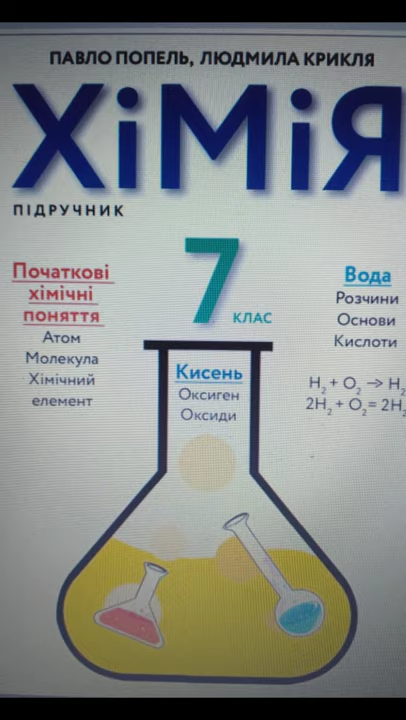 ПАВЛО ПОПЕЛЬ, ЛЮДМИЛА КРИКЛЯ
ХіМіЯ
ПІДРУЧНИК
7
КЛАС
Початкові
хімічні
поняття
Атом
Молекула
Хімічний
елемент
Кисень
Оксиген
Оксиди
Вода
Розчини
Основи
Кислоти
H₂ + O₂ → H₂
2H₂ + O₂ = 2H₂